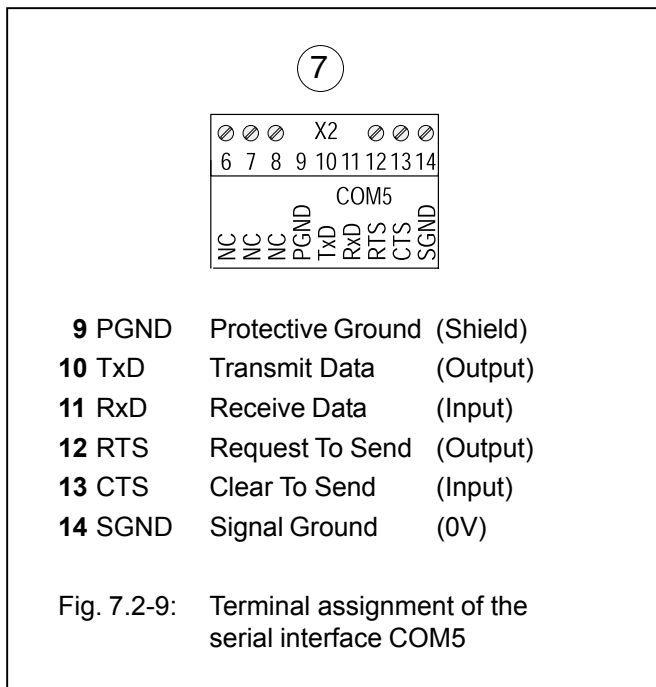 7
X2
6 7 8 9 10 11 12 13 14
COM5
NC NC NC PGND TxD RxD RTS CTS SGND
9 PGND Protective Ground (Shield)
10 TxD Transmit Data (Output)
11 RxD Receive Data (Input)
12 RTS Request To Send (Output)
13 CTS Clear To Send (Input)
14 SGND Signal Ground (0V)
Fig. 7.2-9: Terminal assignment of the
serial interface COM5